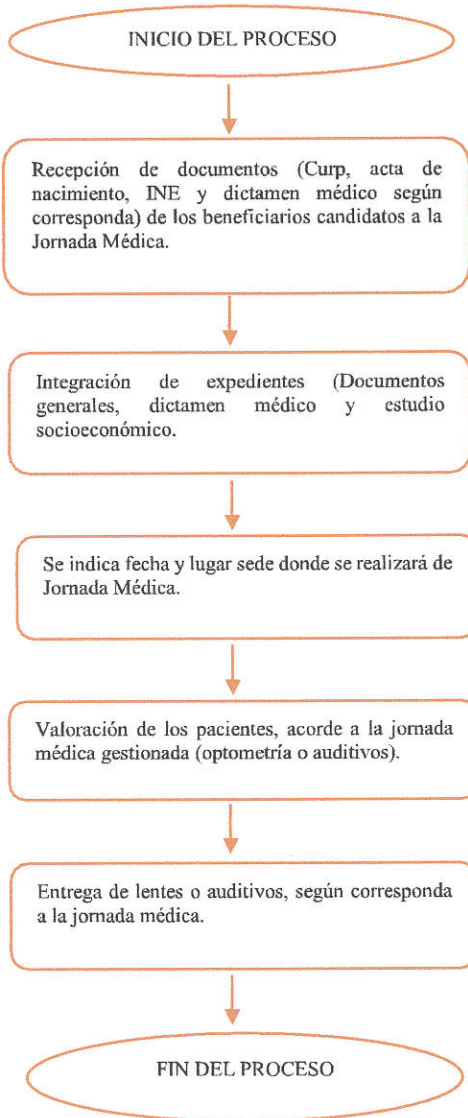 INICIO DEL PROCESO
Recepción de documentos (Curp, acta de
nacimiento, INE y dictamen médico según
corresponda) de los beneficiarios candidatos a la
Jornada Médica.
Integración de expedientes (Documentos
generales, dictamen médico y estudio
socioeconómico.
Se indica fecha y lugar sede donde se realizará de
Jornada Médica.
Valoración de los pacientes, acorde a la jornada
médica gestionada (optometría o auditivos).
Entrega de lentes o auditivos, según corresponda
a la jornada médica.
FIN DEL PROCESO